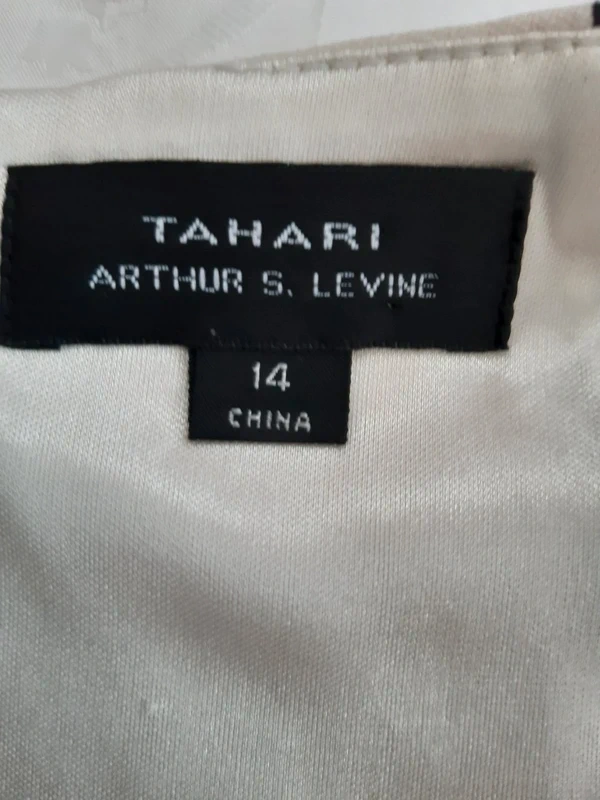 TAHARI
ARTHUR S. LEVINE
14
CHINA